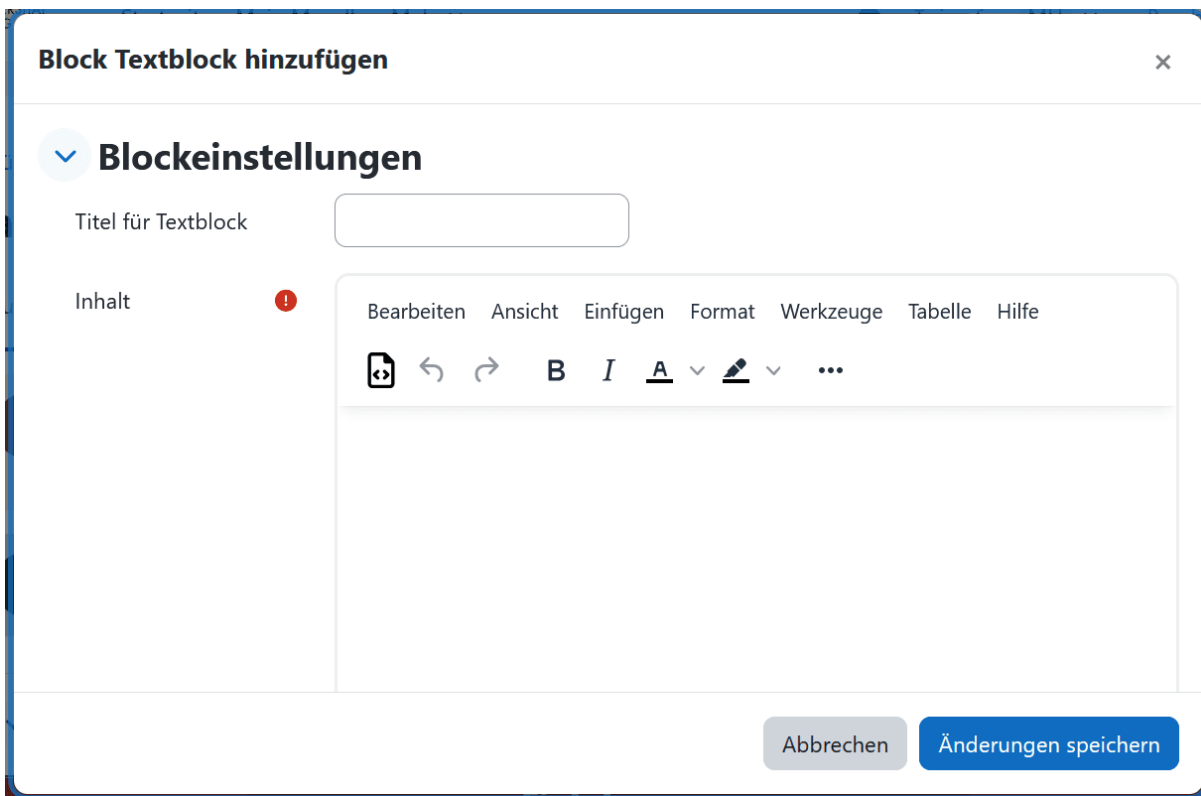 Block Textblock hinzufügen
Blockeinstellungen
Titel für Textblock
Inhalt
Bearbeiten Ansicht Einfügen Format Werkzeuge Tabelle Hilfe
B I A
Abbrechen Änderungen speichern